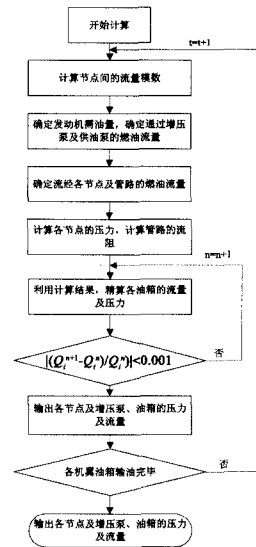 开始计算
t=t+1
计算节点间的流量模数
确定发动机需油量，确定通过增压
泵及供油泵的燃油流量
确定流经各节点及管路的燃油流量
计算各节点的压力，计算管路的流
阻
n=n+1
利用计算结果，精算各油箱的流量
及压力
|(Q_i^{n+1}-Q_i^n)/Q_i^n)|<0.001
否
输出各节点及增压泵、油箱的压力
及流量
各机翼油箱输油完毕
否
输出各节点及增压泵、油箱的压力
及流量